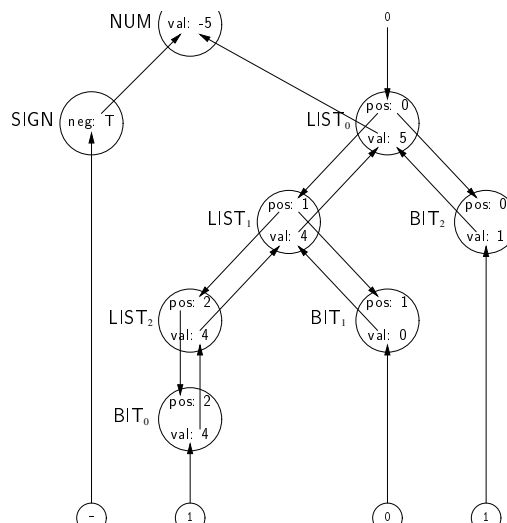 0
NUM val: -5
SIGN neg: T
LIST₀ pos: 0
val: 5
LIST₁ pos: 1
val: 4
BIT₂ pos: 0
val: 1
LIST₂ pos: 2
val: 4
BIT₁ pos: 1
val: 0
BIT₀ pos: 2
val: 4
− 1 0 1